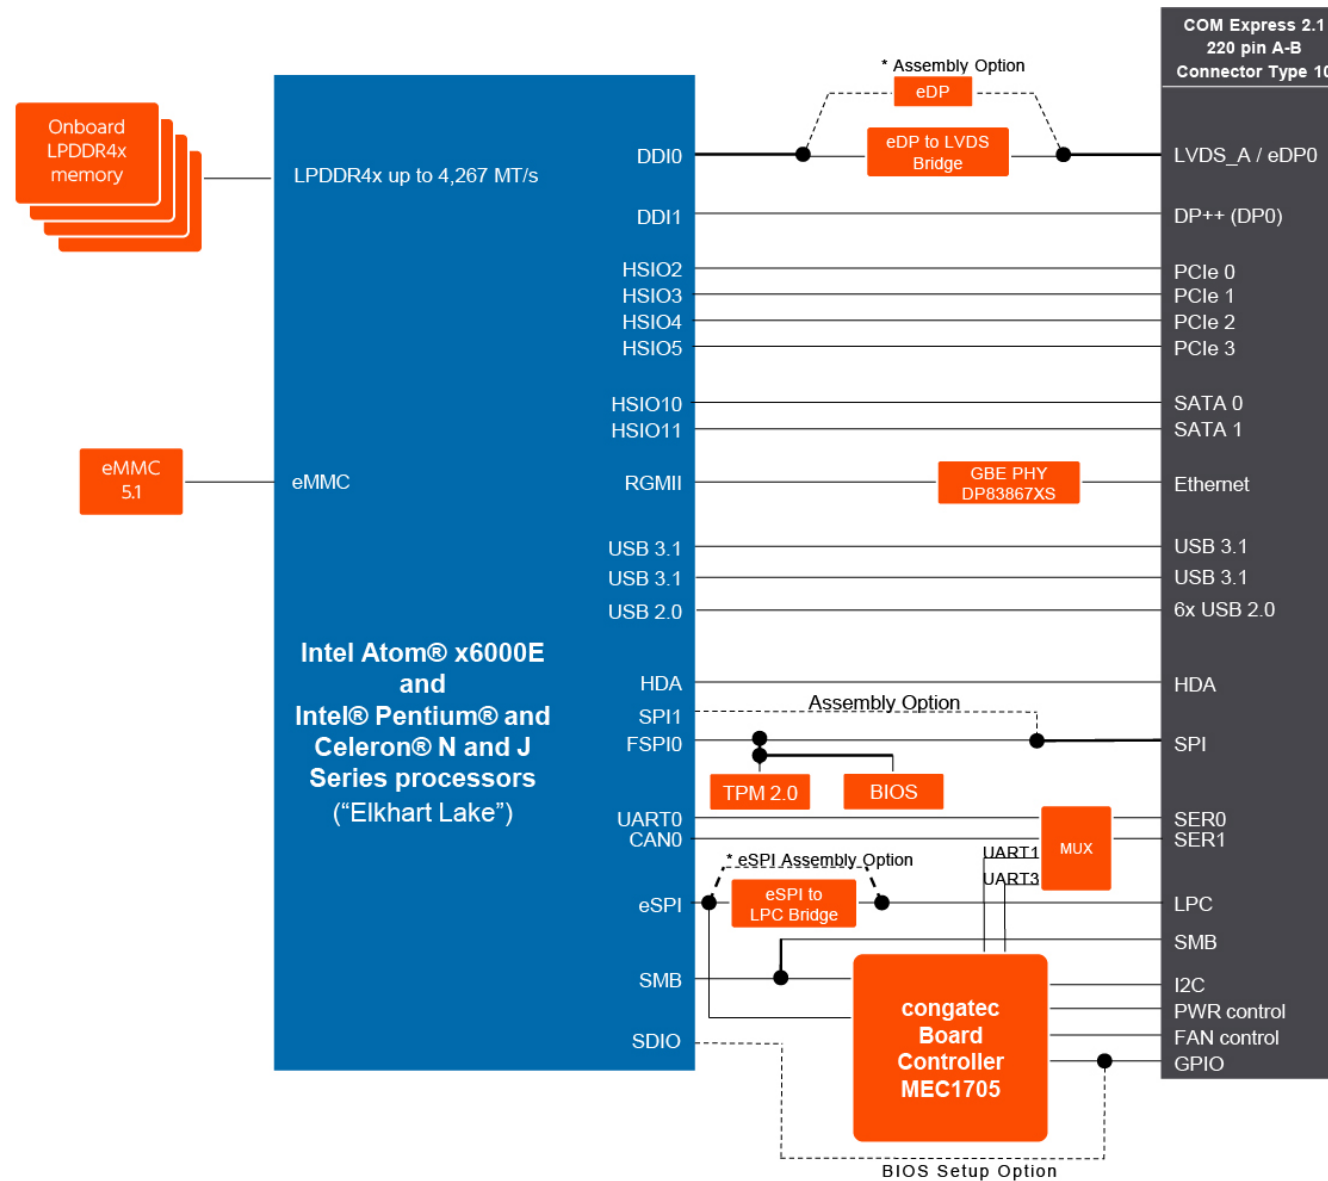 COM Express 2.1
220 pin A-B
Connector Type 10
* Assembly Option
eDP
Onboard
LPDDR4x
memory
LPDDR4x up to 4,267 MT/s
DDI0
eDP to LVDS
Bridge
LVDS_A / eDP0
DDI1
DP++ (DP0)
HSIO2
PCIe 0
HSIO3
PCIe 1
HSIO4
PCIe 2
HSIO5
PCIe 3
HSIO10
SATA 0
HSIO11
SATA 1
eMMC
5.1
eMMC
RGMII
GBE PHY
DP83867XS
Ethernet
USB 3.1
USB 3.1
USB 3.1
USB 3.1
USB 2.0
6x USB 2.0
Intel Atom® x6000E
and
Intel® Pentium® and
Celeron® N and J
Series processors
(“Elkhart Lake”)
HDA
HDA
SPI1
Assembly Option
FSPI0
SPI
TPM 2.0
BIOS
UART0
SER0
CAN0
SER1
MUX
UART1
UART3
* eSPI Assembly Option
eSPI
eSPI to
LPC Bridge
LPC
SMB
SMB
I2C
congatec
Board
Controller
MEC1705
PWR control
FAN control
SDIO
GPIO
BIOS Setup Option